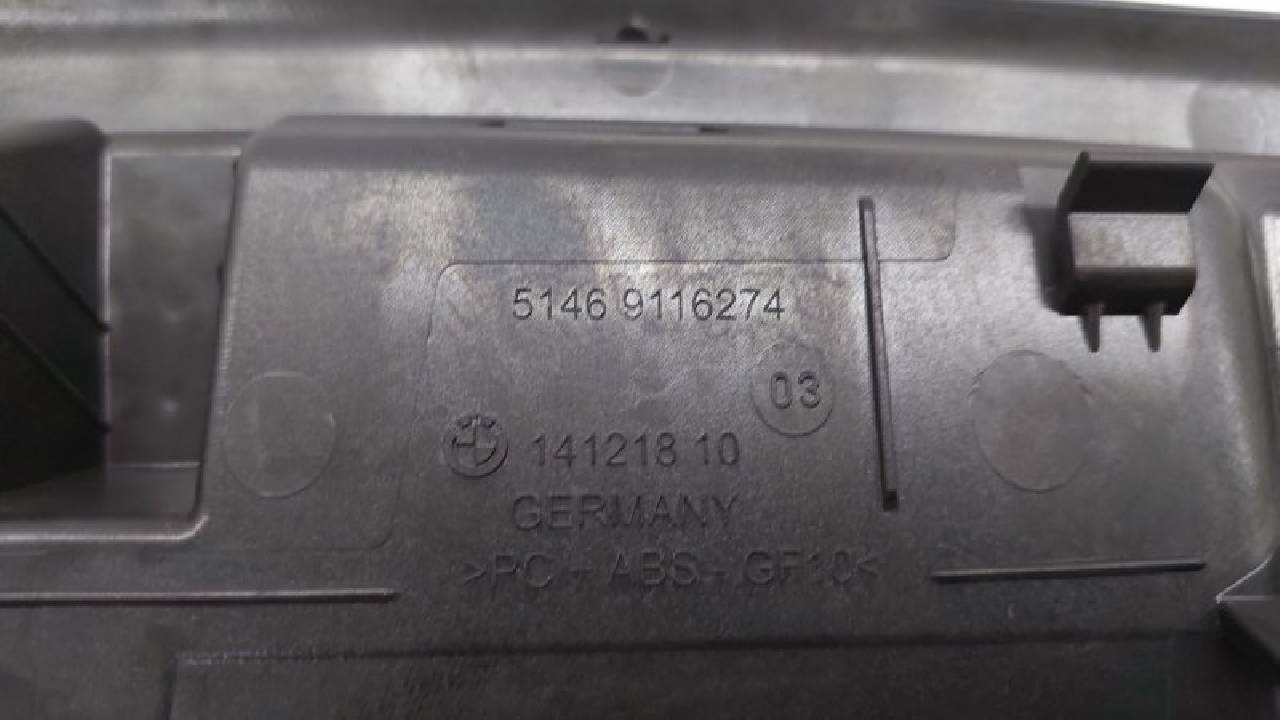 5146 9116274
03
141218 10
GERMANY
>PC + ABS - GF10<